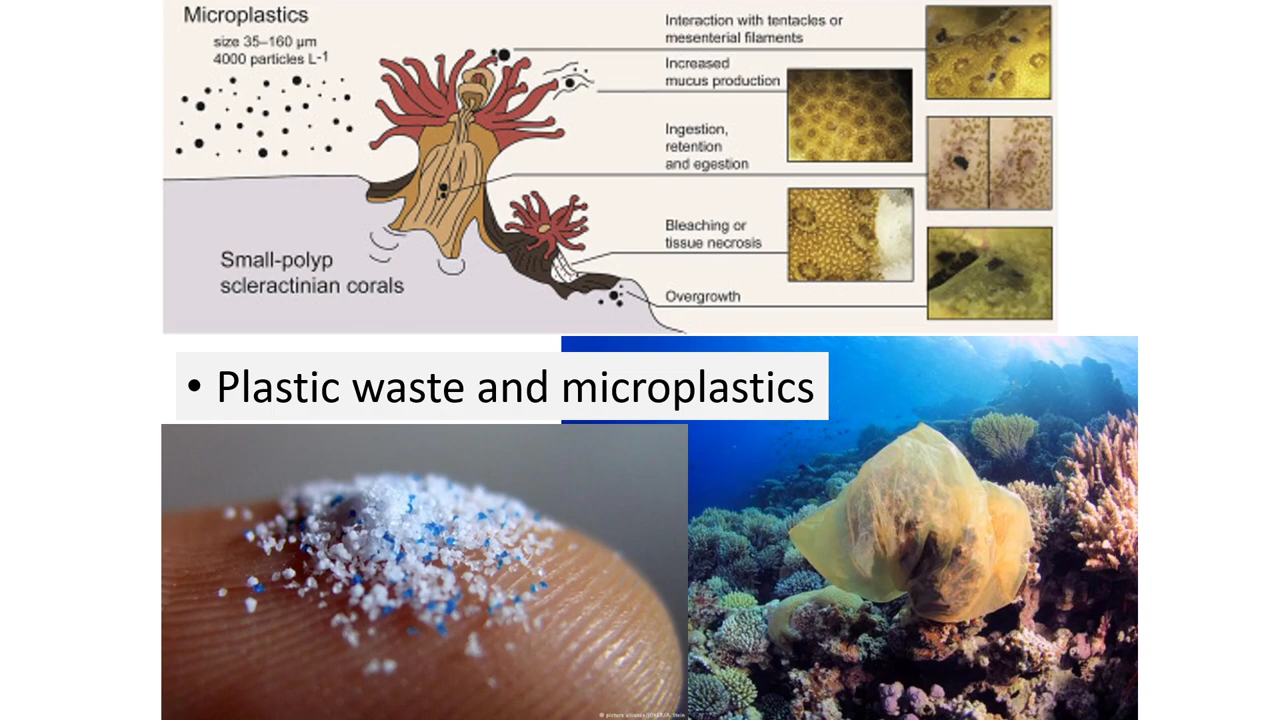 Microplastics
size 35–160 µm
4000 particles L-1
Interaction with tentacles or
mesenterial filaments
Increased
mucus production
Ingestion,
retention
and egestion
Bleaching or
tissue necrosis
Overgrowth
Small-polyp
scleractinian corals
• Plastic waste and microplastics